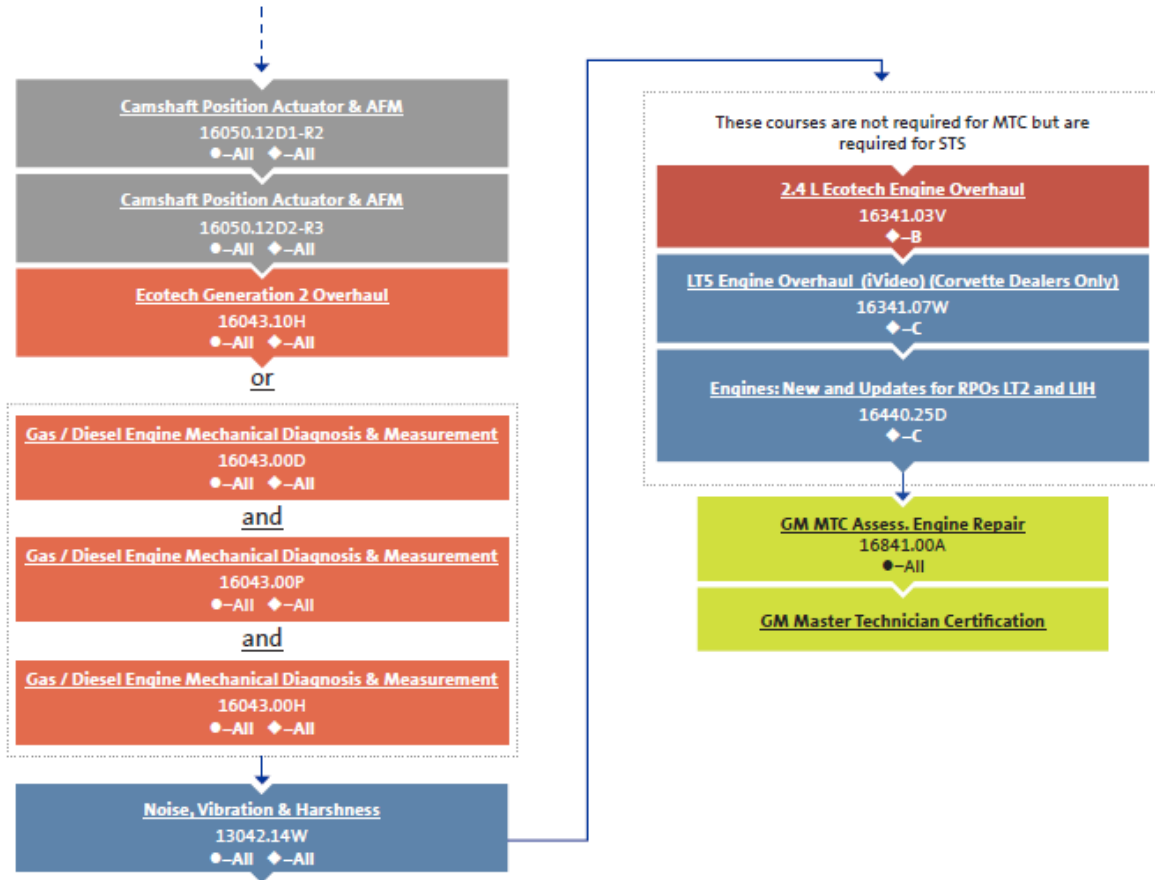 Camshaft Position Actuator & AFM
16050.12D1-R2
●–All ◆–All
Camshaft Position Actuator & AFM
16050.12D2-R3
●–All ◆–All
Ecotech Generation 2 Overhaul
16043.10H
●–All ◆–All
or
Gas / Diesel Engine Mechanical Diagnosis & Measurement
16043.00D
●–All ◆–All
and
Gas / Diesel Engine Mechanical Diagnosis & Measurement
16043.00P
●–All ◆–All
and
Gas / Diesel Engine Mechanical Diagnosis & Measurement
16043.00H
●–All ◆–All
Noise, Vibration & Harshness
13042.14W
●–All ◆–All
These courses are not required for MTC but are
required for STS
2.4 L Ecotech Engine Overhaul
16341.03V
◆–B
LT5 Engine Overhaul (iVideo) (Corvette Dealers Only)
16341.07W
◆–C
Engines: New and Updates for RPOs LT2 and LIH
16440.25D
◆–C
GM MTC Assess. Engine Repair
16841.00A
●–All
GM Master Technician Certification